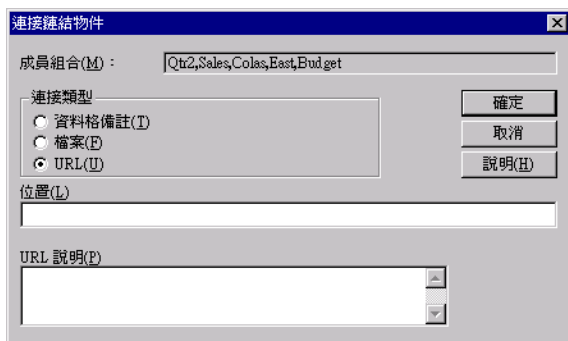 連接鏈結物件
成員組合(M)： Qtr2,Sales,Colas,East,Budget
連接類型
資料格備註(T)
檔案(F)
URL(U)
確定
取消
說明(H)
位置(L)
URL 說明(P)